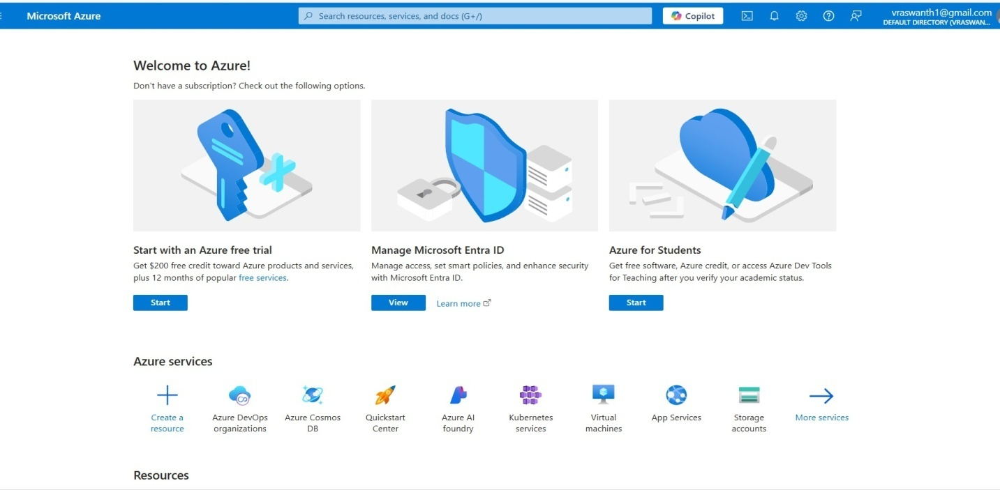 Microsoft Azure
Search resources, services, and docs (G+/)
Copilot
vraswanth1@gmail.com
DEFAULT DIRECTORY (VRASWAN...
Welcome to Azure!
Don't have a subscription? Check out the following options.
Start with an Azure free trial
Get $200 free credit toward Azure products and services,
plus 12 months of popular free services.
Start
Manage Microsoft Entra ID
Manage access, set smart policies, and enhance security
with Microsoft Entra ID.
View
Learn more
Azure for Students
Get free software, Azure credit, or access Azure Dev Tools
for Teaching after you verify your academic status.
Start
Azure services
Create a
resource
Azure DevOps
organizations
Azure Cosmos
DB
Quickstart
Center
Azure AI
foundry
Kubernetes
services
Virtual
machines
App Services
Storage
accounts
More services
Resources